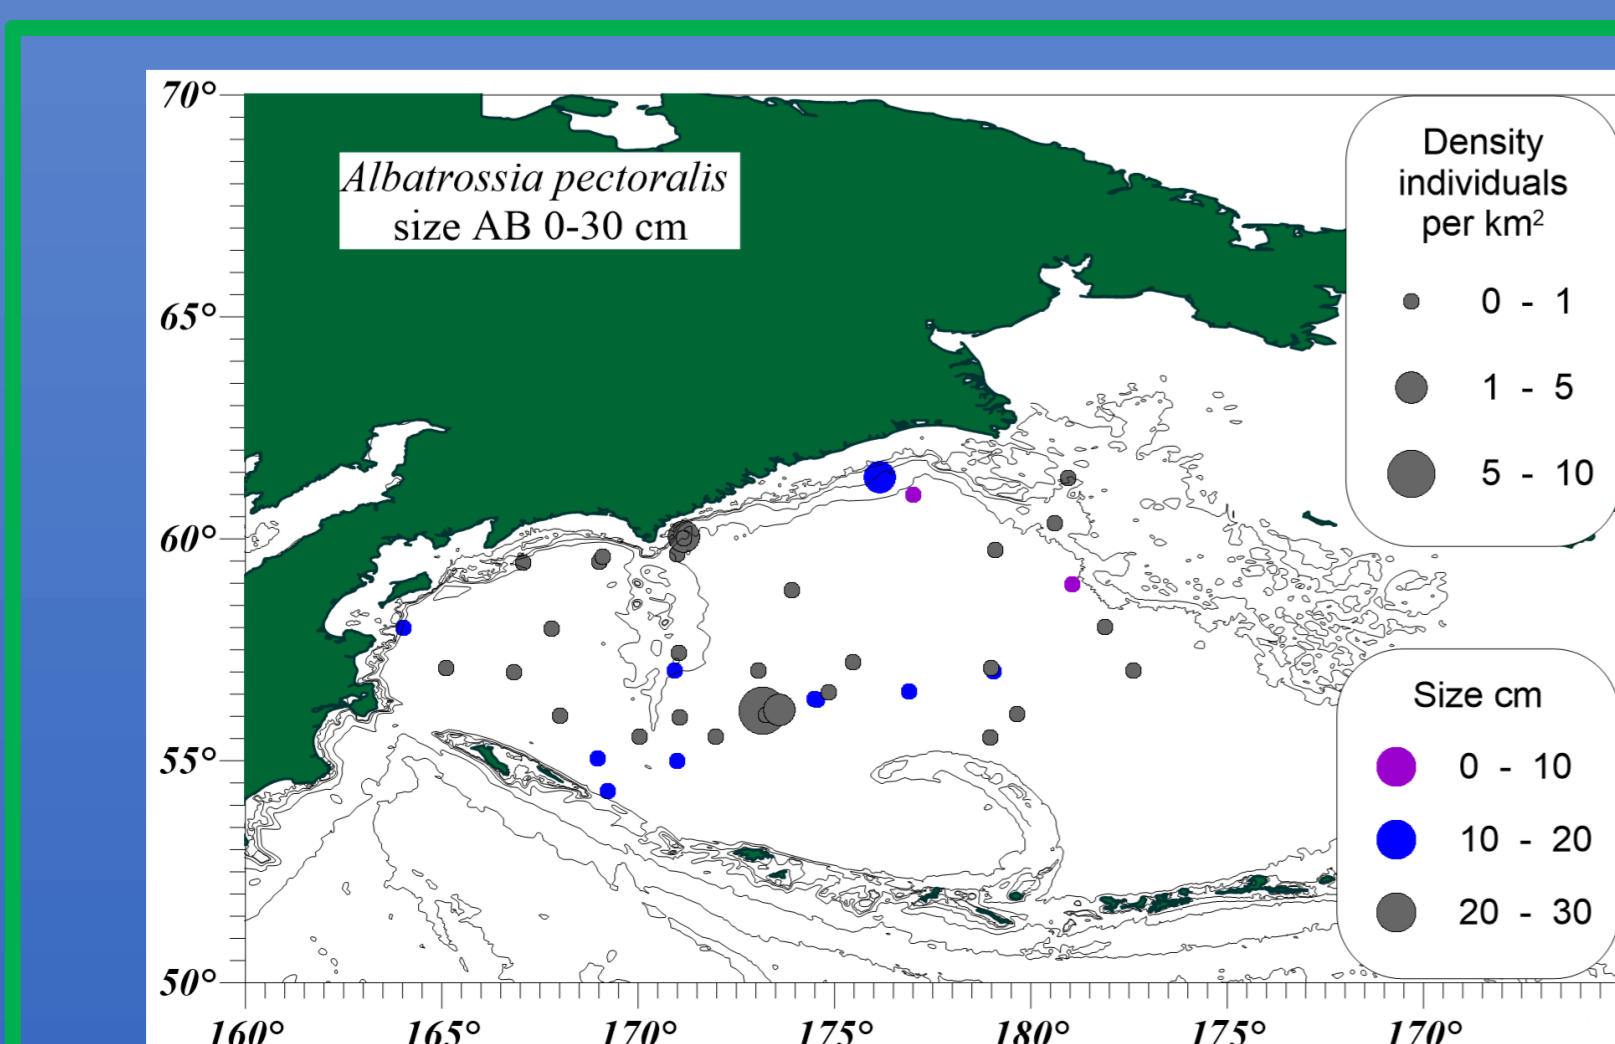 70°
Albatrossia pectoralis
size AB 0-30 cm
Density
individuals
per km²
0 - 1
1 - 5
5 - 10
65°
60°
55°
50°
Size cm
0 - 10
10 - 20
20 - 30
160° 165° 170° 175° 180° 175° 170°